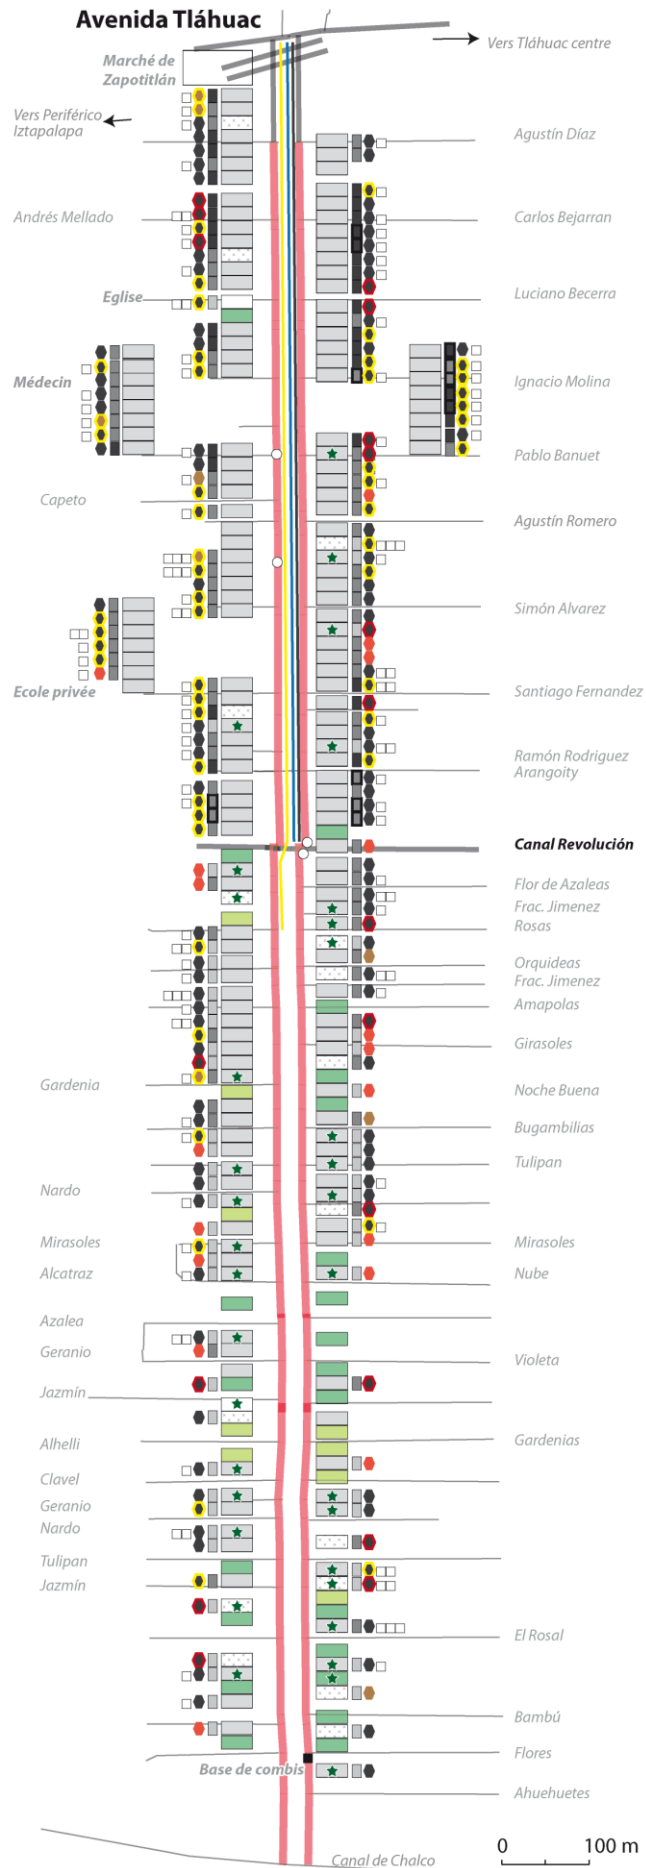 Avenida Tláhuac
Vers Tláhuac centre
Marché de
Zapotitlán
Vers Periférico
Iztapalapa
Agustín Díaz
Andrés Mellado
Carlos Bejarran
Eglise
Luciano Becerra
Médecin
Ignacio Molina
Pablo Banuet
Capeto
Agustín Romero
Simón Alvarez
Ecole privée
Santiago Fernandez
Ramón Rodriguez
Arangoity
Canal Revolución
Flor de Azaleas
Frac. Jimenez
Rosas
Orquideas
Frac. Jimenez
Amapolas
Girasoles
Gardenia
Noche Buena
Bugambilias
Tulipan
Nardo
Mirasoles
Mirasoles
Alcatraz
Nube
Azalea
Geranio
Violeta
Jazmín
Alhelli
Gardenias
Clavel
Geranio
Nardo
Tulipan
Jazmín
El Rosal
Bambú
Flores
Base de combis
Ahuehuetes
Canal de Chalco
0 100 m